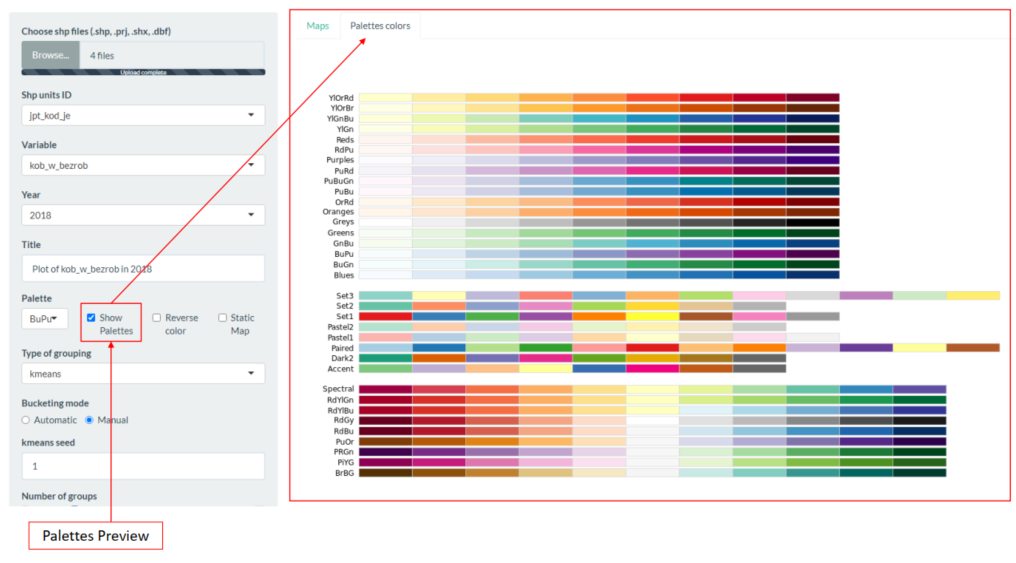 Choose shp files (.shp, .prj, .shx, .dbf)
Browse... 4 files
Upload complete
Shp units ID
jpt_kod_je
Variable
kob_w_bezrob
Year
2018
Title
Plot of kob_w_bezrob in 2018
Palette
BuPu
Show Palettes
Reverse color
Static Map
Type of grouping
kmeans
Bucketing mode
Automatic Manual
kmeans seed
1
Number of groups
Palettes Preview
Maps Palettes colors
YlOrRd
YlOrBr
YlGnBu
YlGn
Reds
RdPu
Purples
PuRd
PuBuGn
PuBu
OrRd
Oranges
Greys
Greens
GnBu
BuPu
BuGn
Blues
Set3
Set2
Set1
Pastel2
Pastel1
Paired
Dark2
Accent
Spectral
RdYlGn
RdYlBu
RdGy
RdBu
PuOr
PRGn
PiYG
BrBG